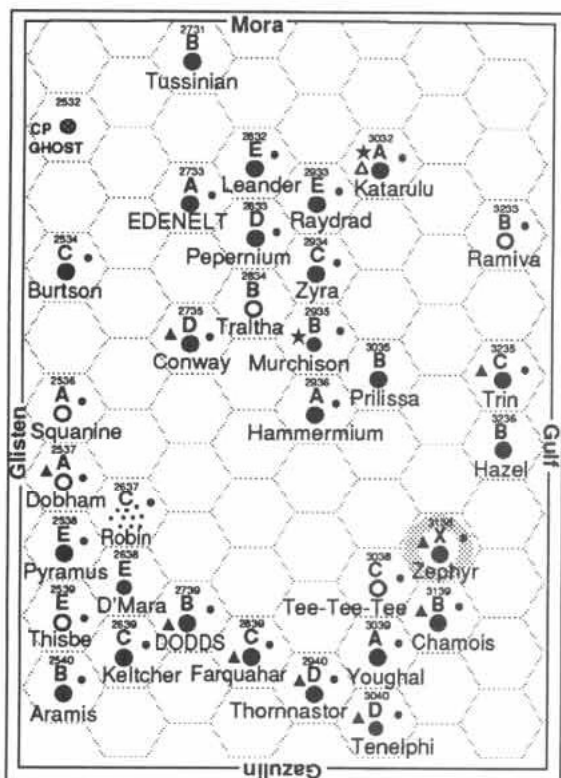 Mora
2731
B
Tussinian
2532
CP
GHOST
2632
E
Leander
3032
A
Katarulu
2733
A
EDENELT
2933
E
Raydrad
2833
D
Pepernium
3233
B
Ramiva
2534
C
Burtson
2934
C
Zyra
2834
B
Traltha
2735
D
Conway
2935
B
Murchison
3035
B
Prilissa
3235
C
Trin
2536
A
Squanine
2936
A
Hammermium
3236
B
Hazel
Glisten
Gulf
2537
A
Dobham
2637
C
Robin
2538
E
Pyramus
3138
X
Zephyr
2638
E
D'Mara
3038
C
Tee-Tee-Tee
2539
E
Thisbe
2739
B
DODDS
3139
B
Chamois
2639
C
Keltcher
2839
C
Farquahar
3039
A
Youghal
2540
B
Aramis
2940
D
Thornnastor
3040
D
Tenelphi
Gazulin